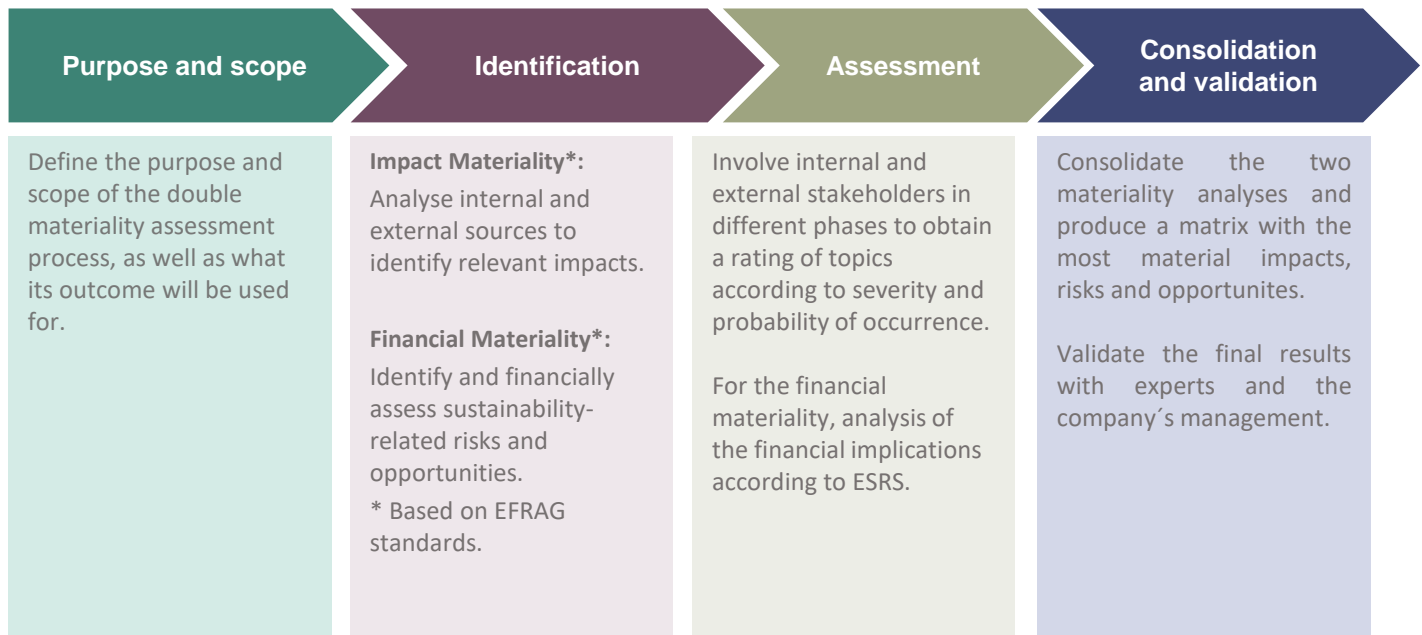 Purpose and scope
Identification
Assessment
Consolidation
and validation
Define the purpose and
scope of the double
materiality assessment
process, as well as what
its outcome will be used
for.
Impact Materiality*:
Analyse internal and
external sources to
identify relevant impacts.
Financial Materiality*:
Identify and financially
assess sustainability-
related risks and
opportunities.
* Based on EFRAG
standards.
Involve internal and
external stakeholders in
different phases to obtain
a rating of topics
according to severity and
probability of occurrence.
For the financial
materiality, analysis of
the financial implications
according to ESRS.
Consolidate the two
materiality analyses and
produce a matrix with the
most material impacts,
risks and opportunites.
Validate the final results
with experts and the
company´s management.